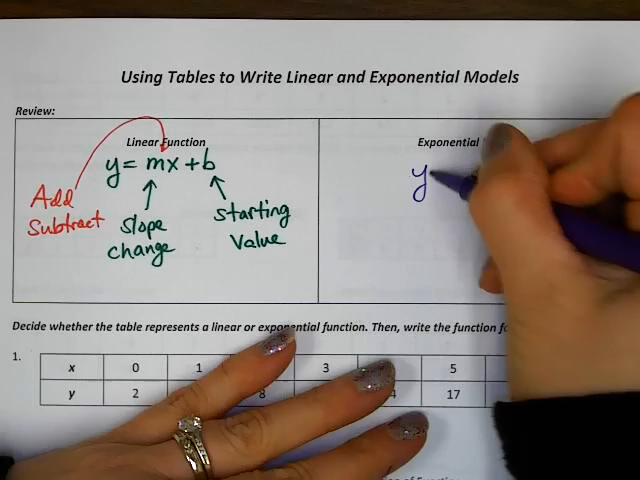 Using Tables to Write Linear and Exponential Models
Review:
Linear Function
Exponential
y = mx + b
y
Add
Subtract
slope
change
starting
value
Decide whether the table represents a linear or exponential function. Then, write the function
1.
x 0 1 3 5
y 2 8 17